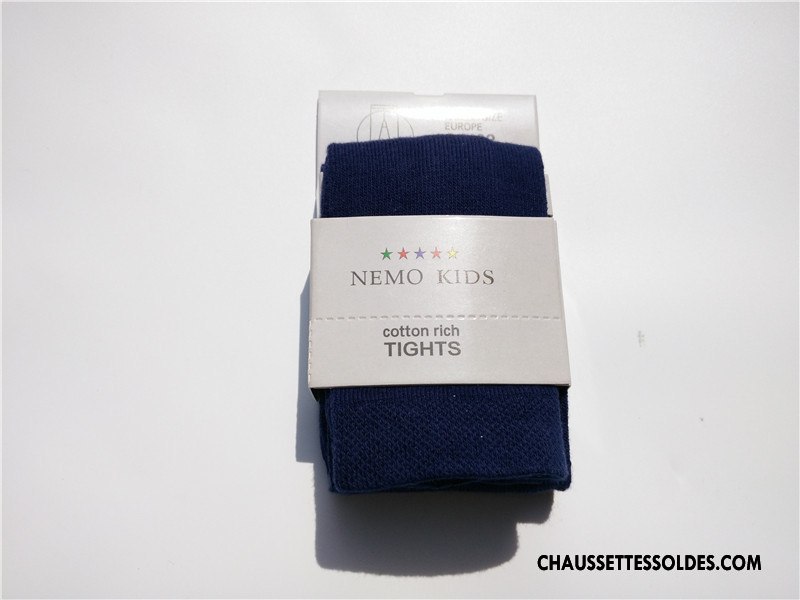 EUROPE
NEMO KIDS
cotton rich
TIGHTS
CHAUSSETTESSOLDES.COM